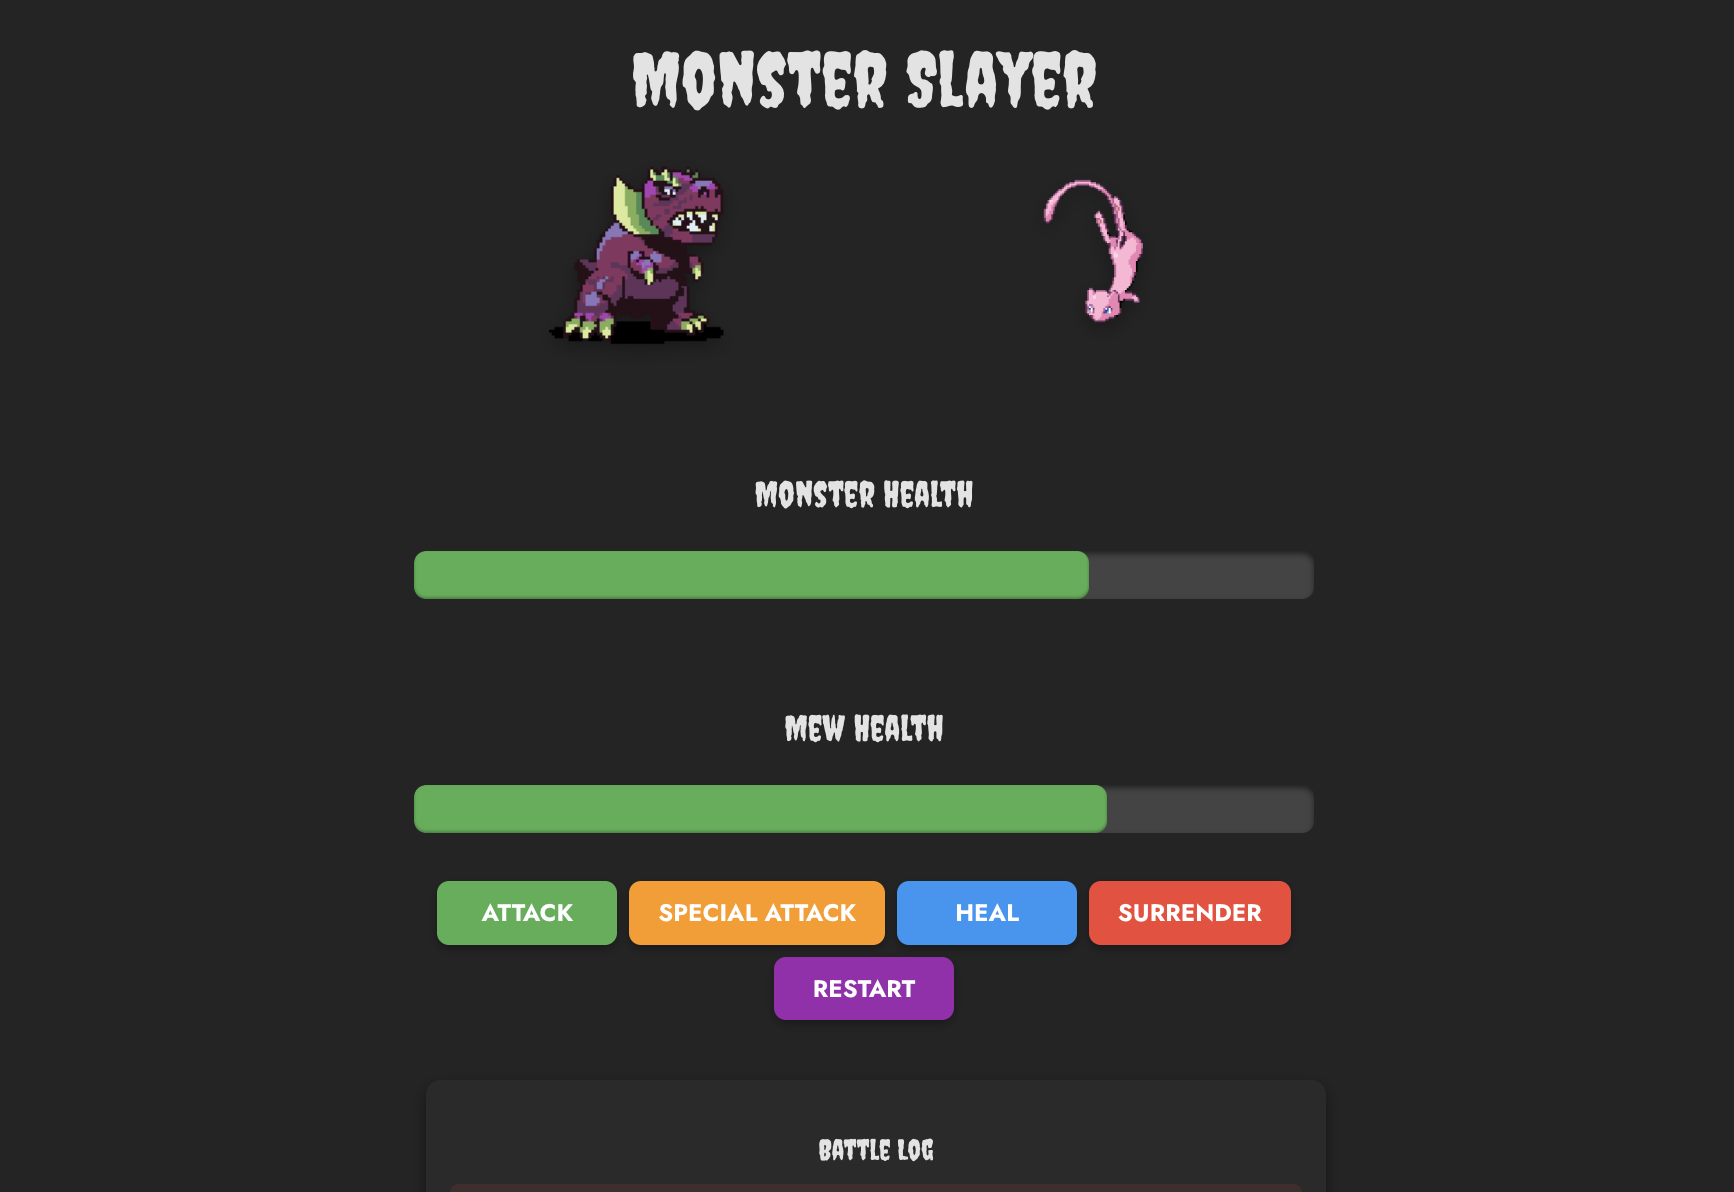 MONSTER SLAYER
MONSTER HEALTH
MEW HEALTH
ATTACK SPECIAL ATTACK HEAL SURRENDER
RESTART
BATTLE LOG